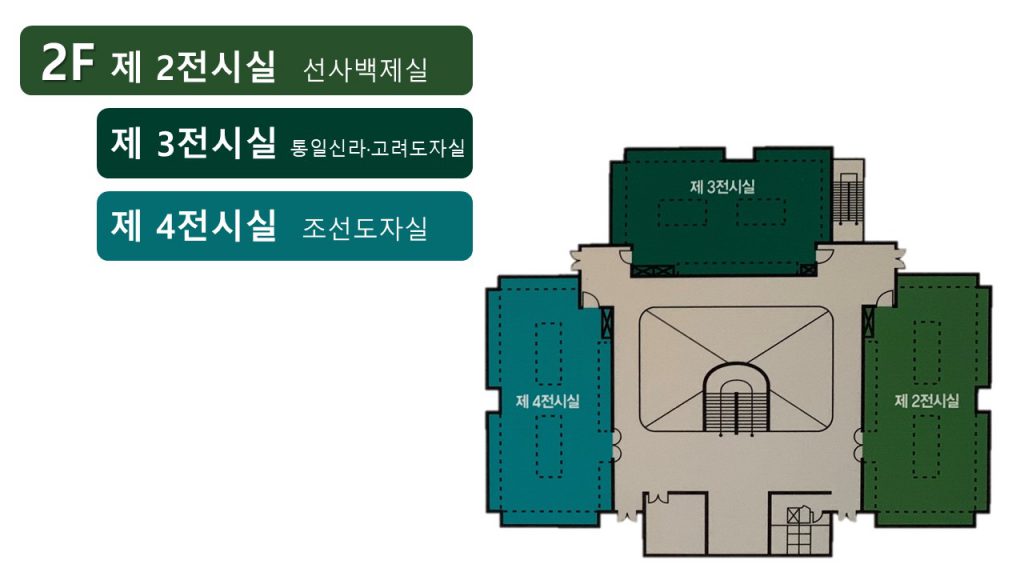 2F 제 2전시실 선사백제실
제 3전시실 통일신라·고려도자실
제 4전시실 조선도자실
제 3전시실
제 4전시실
제 2전시실